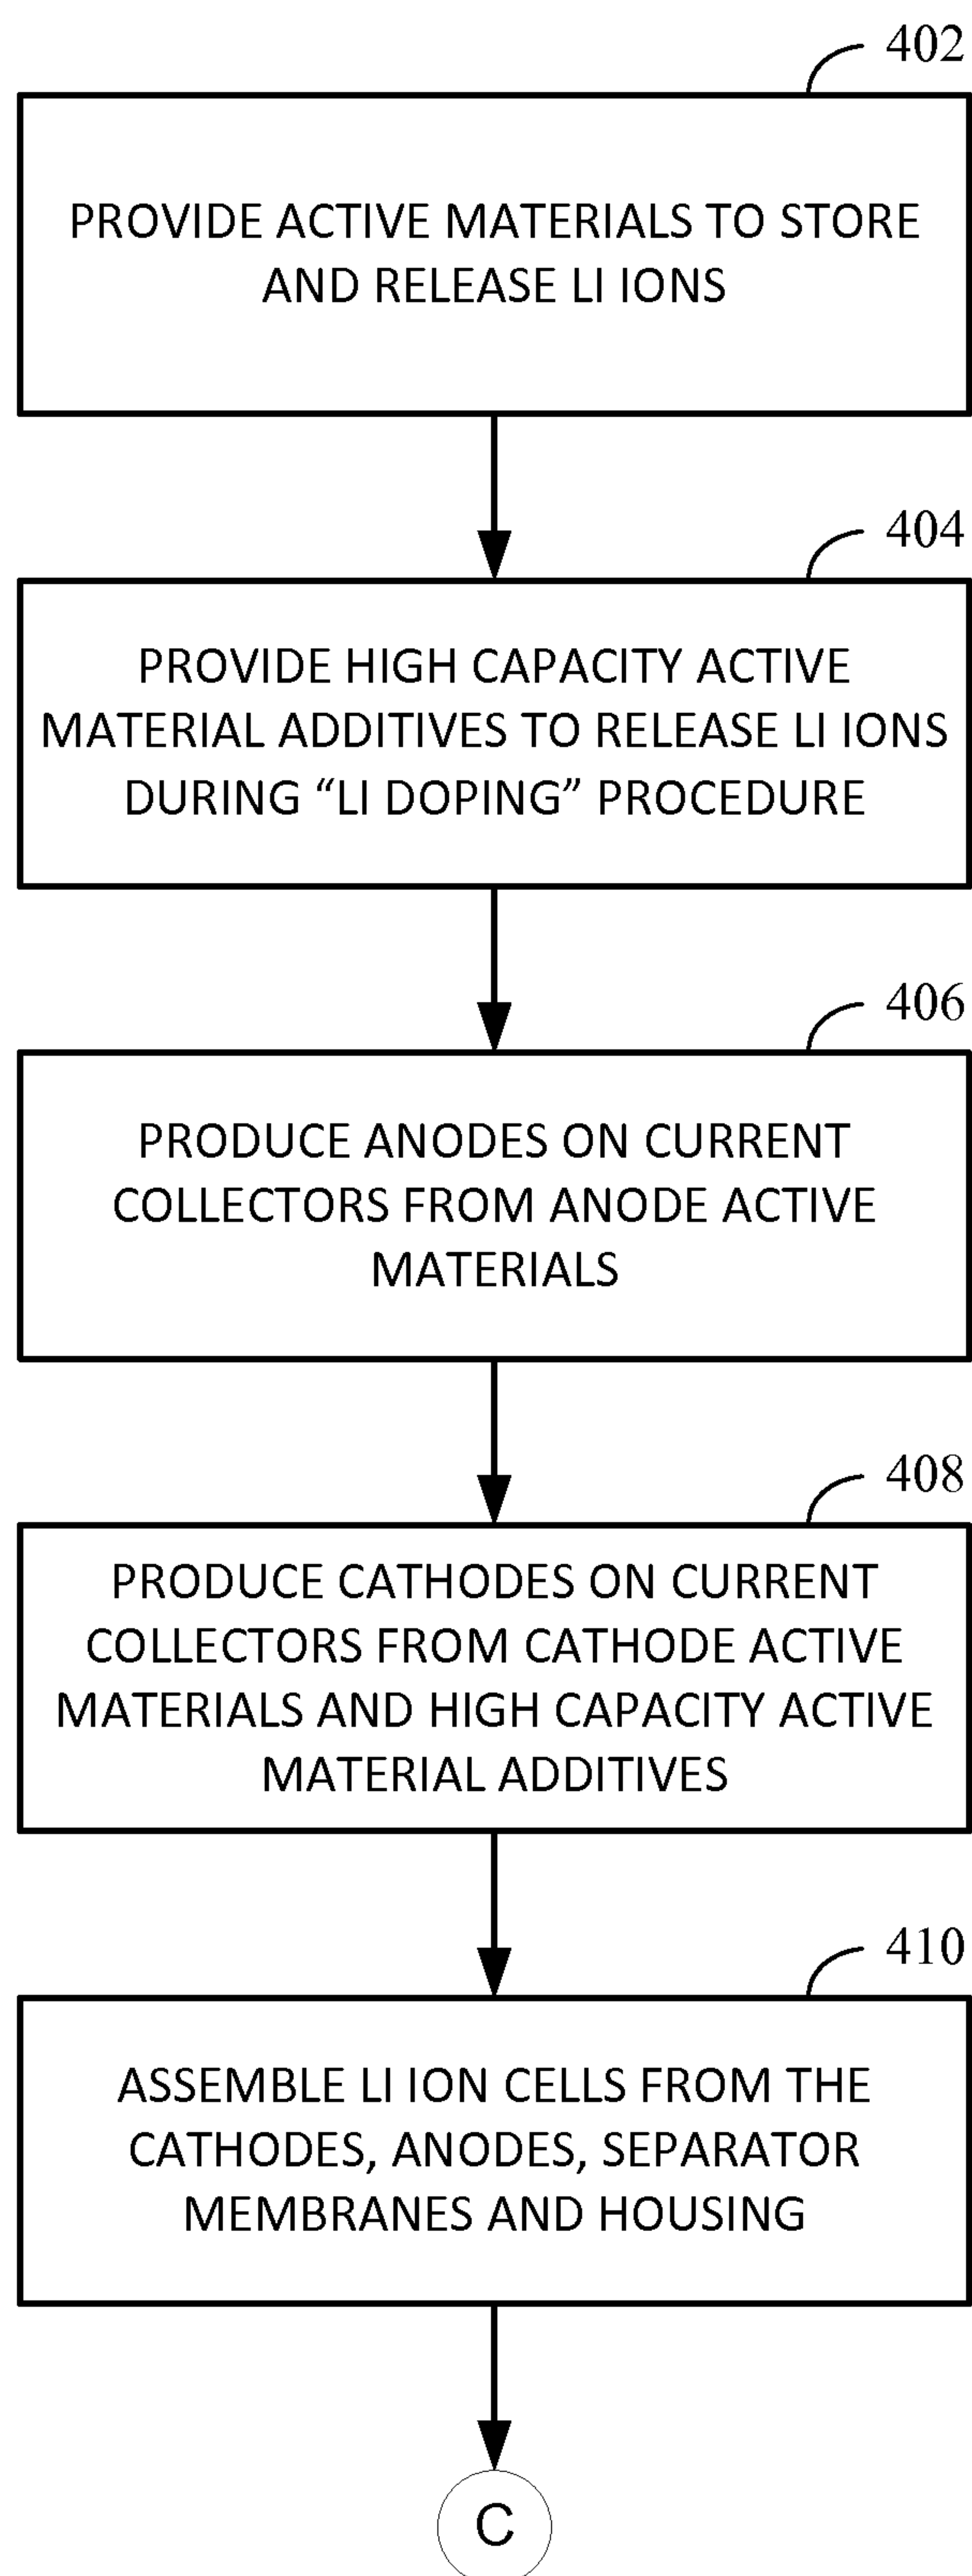 402
PROVIDE ACTIVE MATERIALS TO STORE
AND RELEASE LI IONS
404
PROVIDE HIGH CAPACITY ACTIVE
MATERIAL ADDITIVES TO RELEASE LI IONS
DURING “LI DOPING” PROCEDURE
406
PRODUCE ANODES ON CURRENT
COLLECTORS FROM ANODE ACTIVE
MATERIALS
408
PRODUCE CATHODES ON CURRENT
COLLECTORS FROM CATHODE ACTIVE
MATERIALS AND HIGH CAPACITY ACTIVE
MATERIAL ADDITIVES
410
ASSEMBLE LI ION CELLS FROM THE
CATHODES, ANODES, SEPARATOR
MEMBRANES AND HOUSING
C